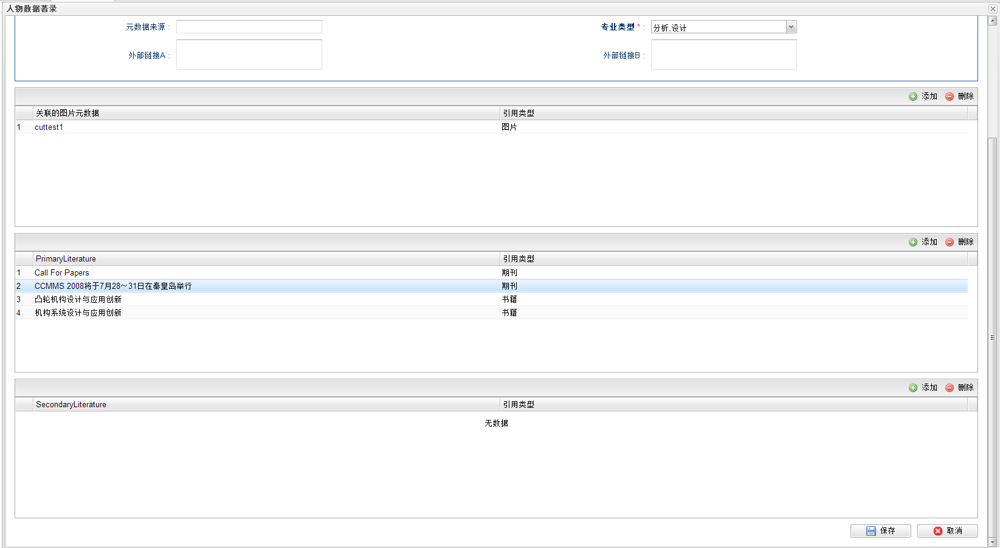 人物数据著录
元数据来源 :
专业类型 * :
分析,设计
外部链接A :
外部链接B :
添加 删除
关联的图片元数据 引用类型
1 cuttest1 图片
添加 删除
PrimaryLiterature 引用类型
1 Call For Papers 期刊
2 CCMMS 2008将于7月28～31日在秦皇岛举行 期刊
3 凸轮机构设计与应用创新 书籍
4 机构系统设计与应用创新 书籍
添加 删除
SecondaryLiterature 引用类型
无数据
保存 取消